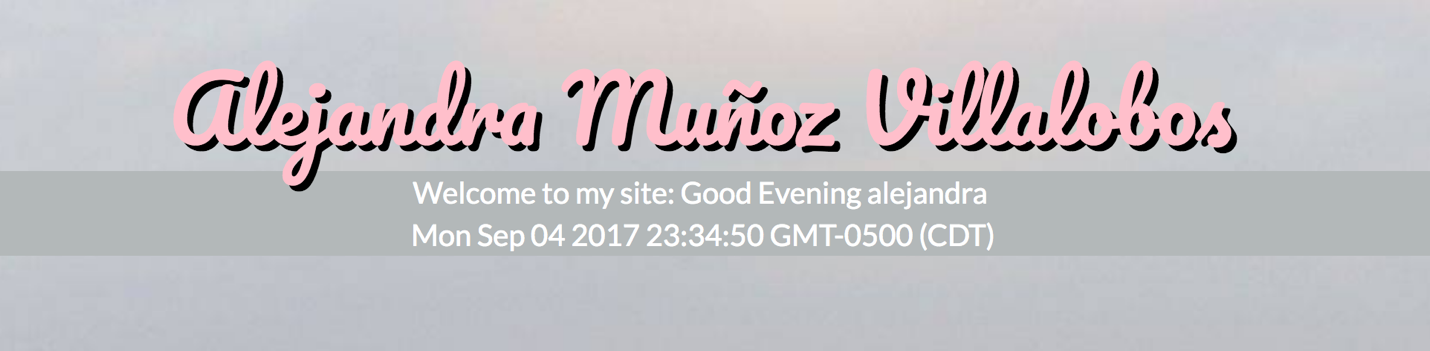 Alejandra Muñoz Villalobos
Welcome to my site: Good Evening alejandra
Mon Sep 04 2017 23:34:50 GMT-0500 (CDT)